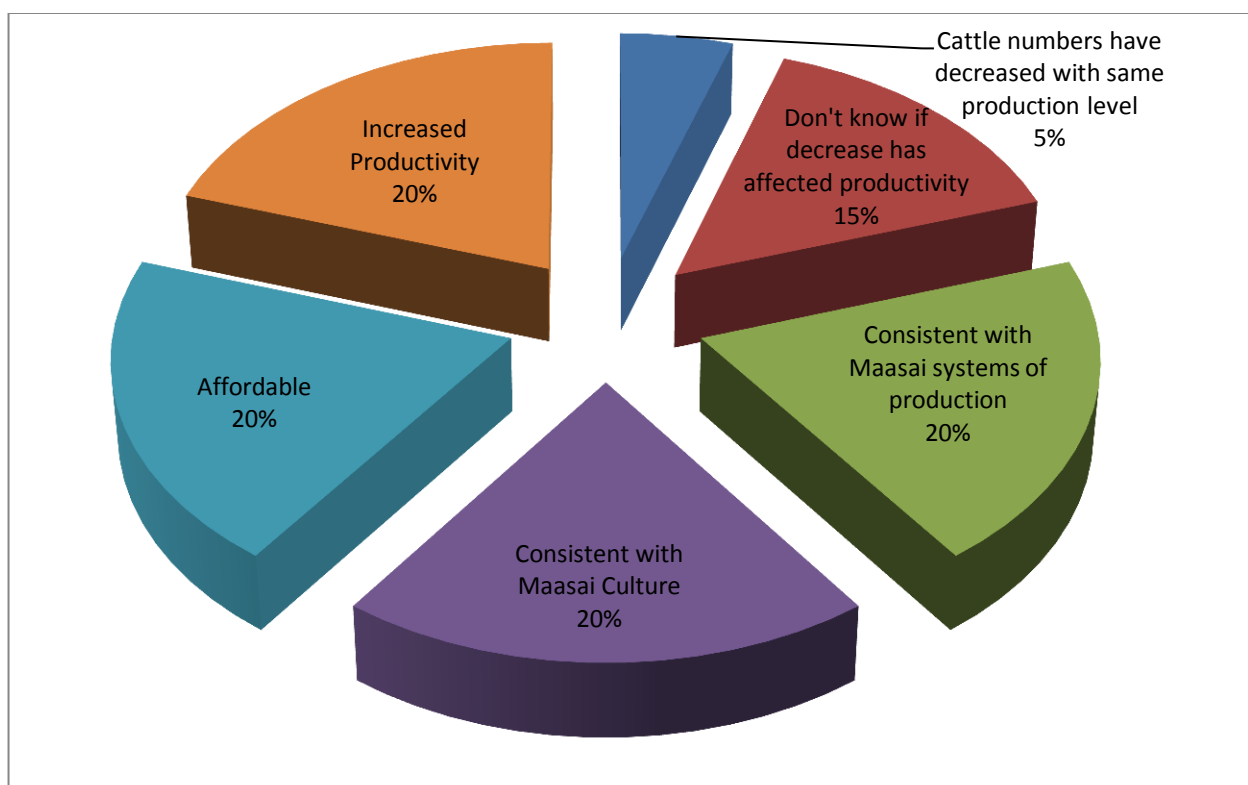 Cattle numbers have
decreased with same
production level
5%
Don't know if
decrease has
affected productivity
15%
Consistent with
Maasai systems of
production
20%
Consistent with
Maasai Culture
20%
Affordable
20%
Increased
Productivity
20%